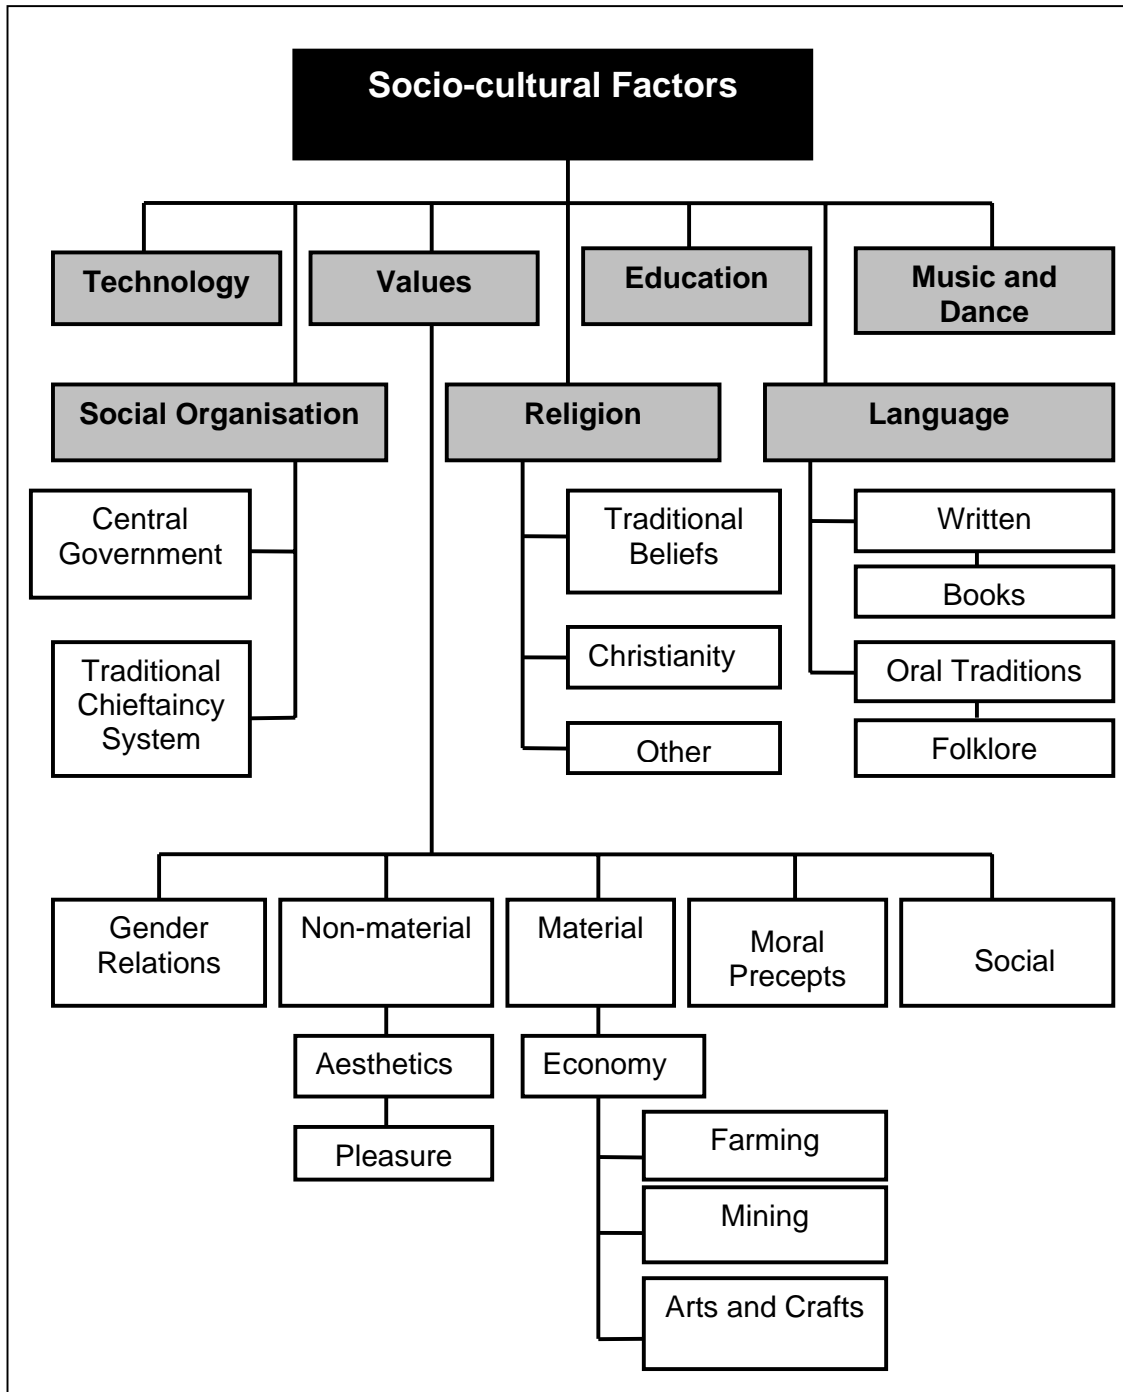 Socio-cultural Factors
Technology
Values
Education
Music and
Dance
Social Organisation
Religion
Language
Central
Government
Traditional
Chieftaincy
System
Traditional
Beliefs
Christianity
Other
Written
Books
Oral Traditions
Folklore
Gender
Relations
Non-material
Material
Moral
Precepts
Social
Aesthetics
Pleasure
Economy
Farming
Mining
Arts and Crafts